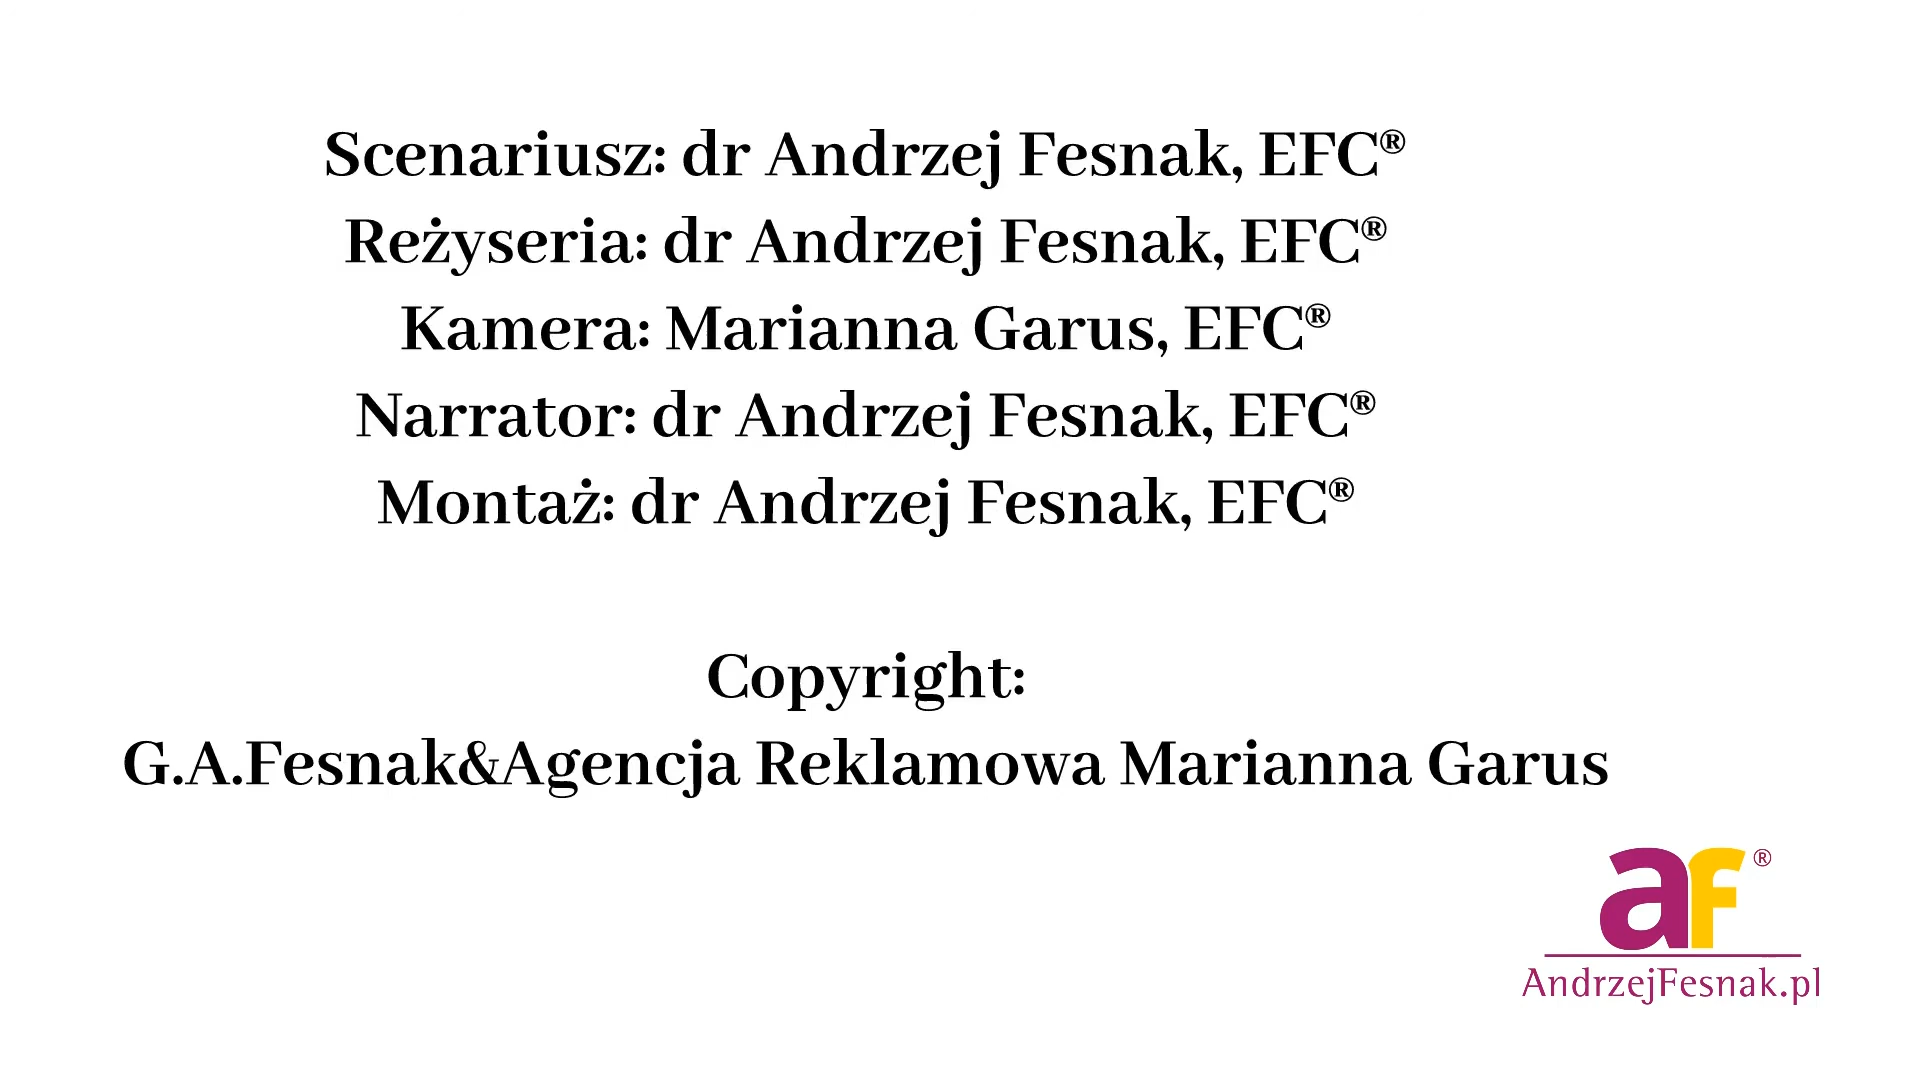 Scenariusz: dr Andrzej Fesnak, EFC®
Reżyseria: dr Andrzej Fesnak, EFC®
Kamera: Marianna Garus, EFC®
Narrator: dr Andrzej Fesnak, EFC®
Montaż: dr Andrzej Fesnak, EFC®
Copyright:
G.A.Fesnak&Agencja Reklamowa Marianna Garus
af®
AndrzejFesnak.pl